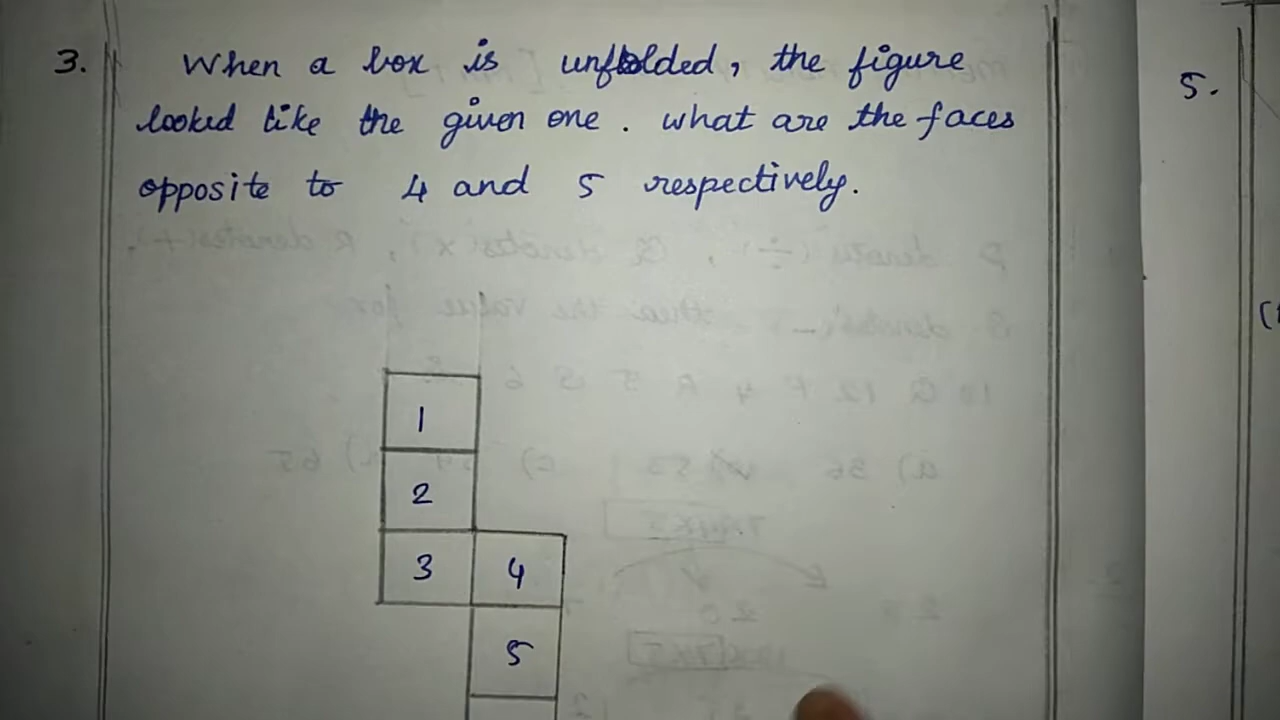 3. When a box is unfolded, the figure
5.
looked like the given one. what are the faces
opposite to 4 and 5 respectively.
1
2
3 4
5